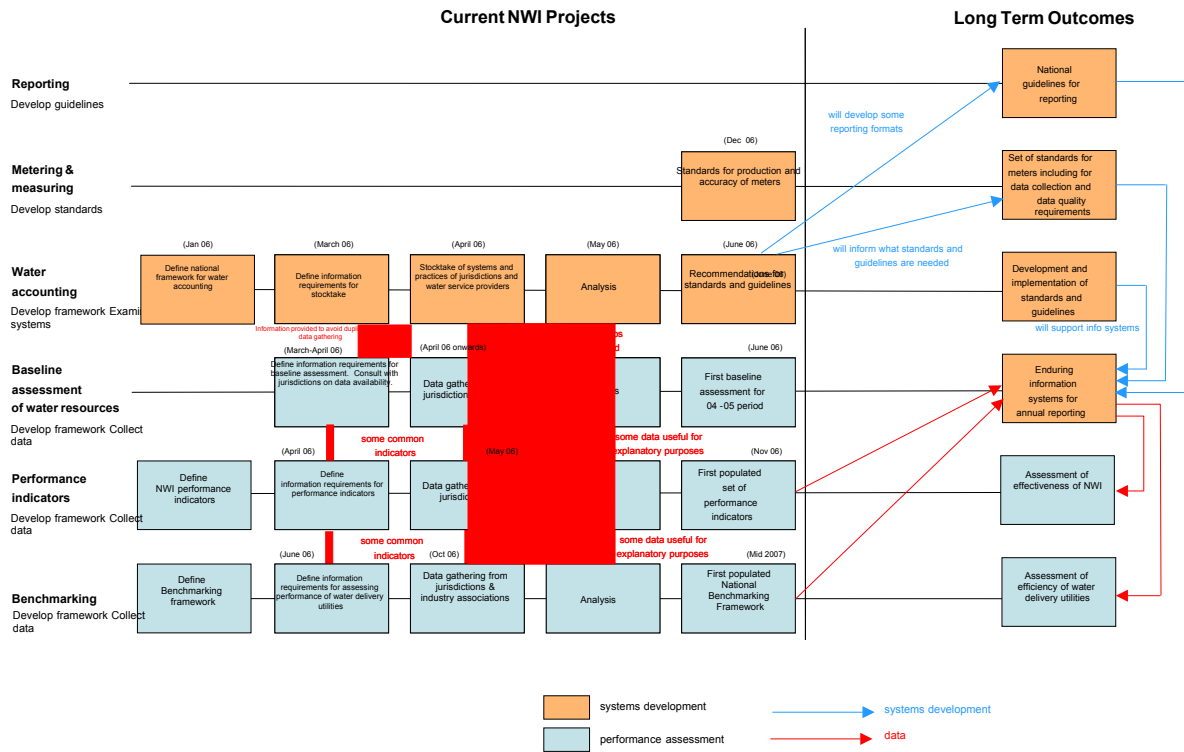 Current NWI Projects
Long Term Outcomes
Reporting
Develop guidelines
National
guidelines for
reporting
will develop some
reporting formats
(Dec 06)
Metering &
measuring
Develop standards
Standards for production and
accuracy of meters
Set of standards for
meters including for
data collection and
data quality
requirements
(Jan 06)
(March 06)
(April 06)
(May 06)
(June 06)
will inform what standards and
guidelines are needed
Water
accounting
Develop framework Exami
systems
Define national
framework for water
accounting
Define information
requirements for
stocktake
Stocktake of systems and
practices of jurisdictions and
water service providers
Analysis
Recommendations for
standards and guidelines
Development and
implementation of
standards and
guidelines
will support info systems
Information provided to avoid dupli
data gathering
(March-April 06)
(April 06 onwards)
(June 06)
Baseline
assessment
of water resources
Develop framework Collect
data
Define information requirements for
baseline assessment. Consult with
jurisdictions on data availability.
Data gathe
jurisdiction
First baseline
assessment for
04 -05 period
Enduring
information
systems for
annual reporting
some common
indicators
some data useful for
explanatory purposes
(April 06)
(May 06)
(Nov 06)
Performance
indicators
Develop framework Collect
data
Define
NWI performance
indicators
Define
information requirements for
performance indicators
Data gathe
jurisdic
First populated
set of
performance
indicators
Assessment of
effectiveness of NWI
some common
indicators
some data useful for
explanatory purposes
(June 06)
(Oct 06)
(Mid 2007)
Benchmarking
Develop framework Collect
data
Define
Benchmarking
framework
Define information
requirements for assessing
performance of water delivery
utilities
Data gathering from
jurisdictions &
industry associations
Analysis
First populated
National
Benchmarking
Framework
Assessment of
efficiency of water
delivery utilities
systems development
systems development
performance assessment
data